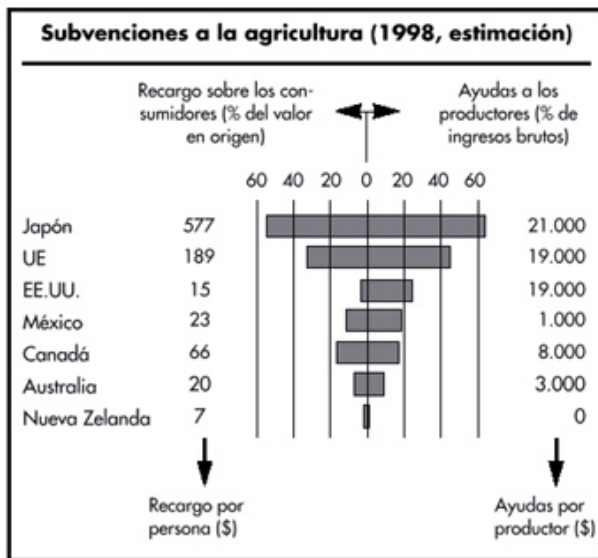 Subvenciones a la agricultura (1998, estimación)
Recargo sobre los con-
sumidores (% del valor
en origen)
Ayudas a los
productores (% de
ingresos brutos)
60 40 20 0 20 40 60
Japón 577 21.000
UE 189 19.000
EE.UU. 15 19.000
México 23 1.000
Canadá 66 8.000
Australia 20 3.000
Nueva Zelanda 7 0
Recargo por
persona ($)
Ayudas por
productor ($)